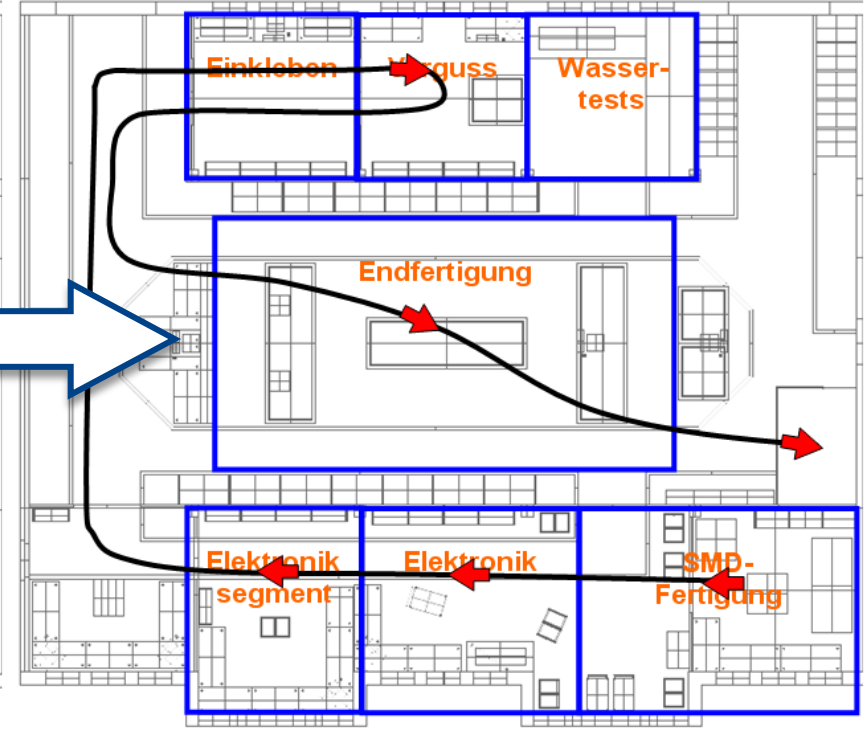 Einkleben
Verguss
Wasser-
tests
Endfertigung
Elektronik
segment
Elektronik
SMD-
Fertigung